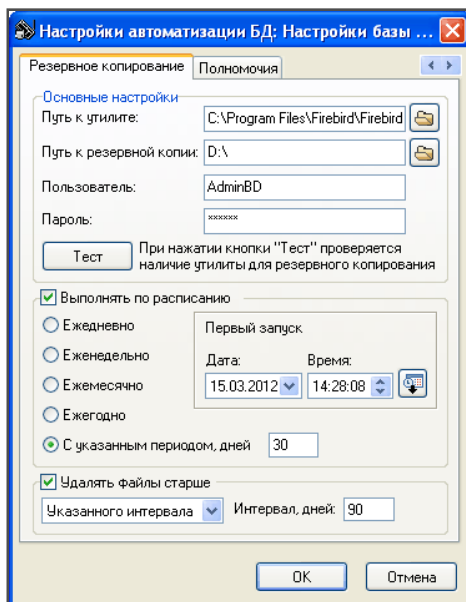 Настройки автоматизации БД: Настройки базы ...
Резервное копирование Полномочия
Основные настройки
Путь к утилите: C:\Program Files\Firebird\Firebird
Путь к резервной копии: D:\
Пользователь: AdminBD
Пароль: ××××××
Тест При нажатии кнопки "Тест" проверяется
наличие утилиты для резервного копирования
Выполнять по расписанию
Ежедневно Первый запуск
Еженедельно Дата: Время:
Ежемесячно 15.03.2012 14:28:08
Ежегодно
С указанным периодом, дней 30
Удалять файлы старше
Указанного интервала Интервал, дней: 90
OK Отмена